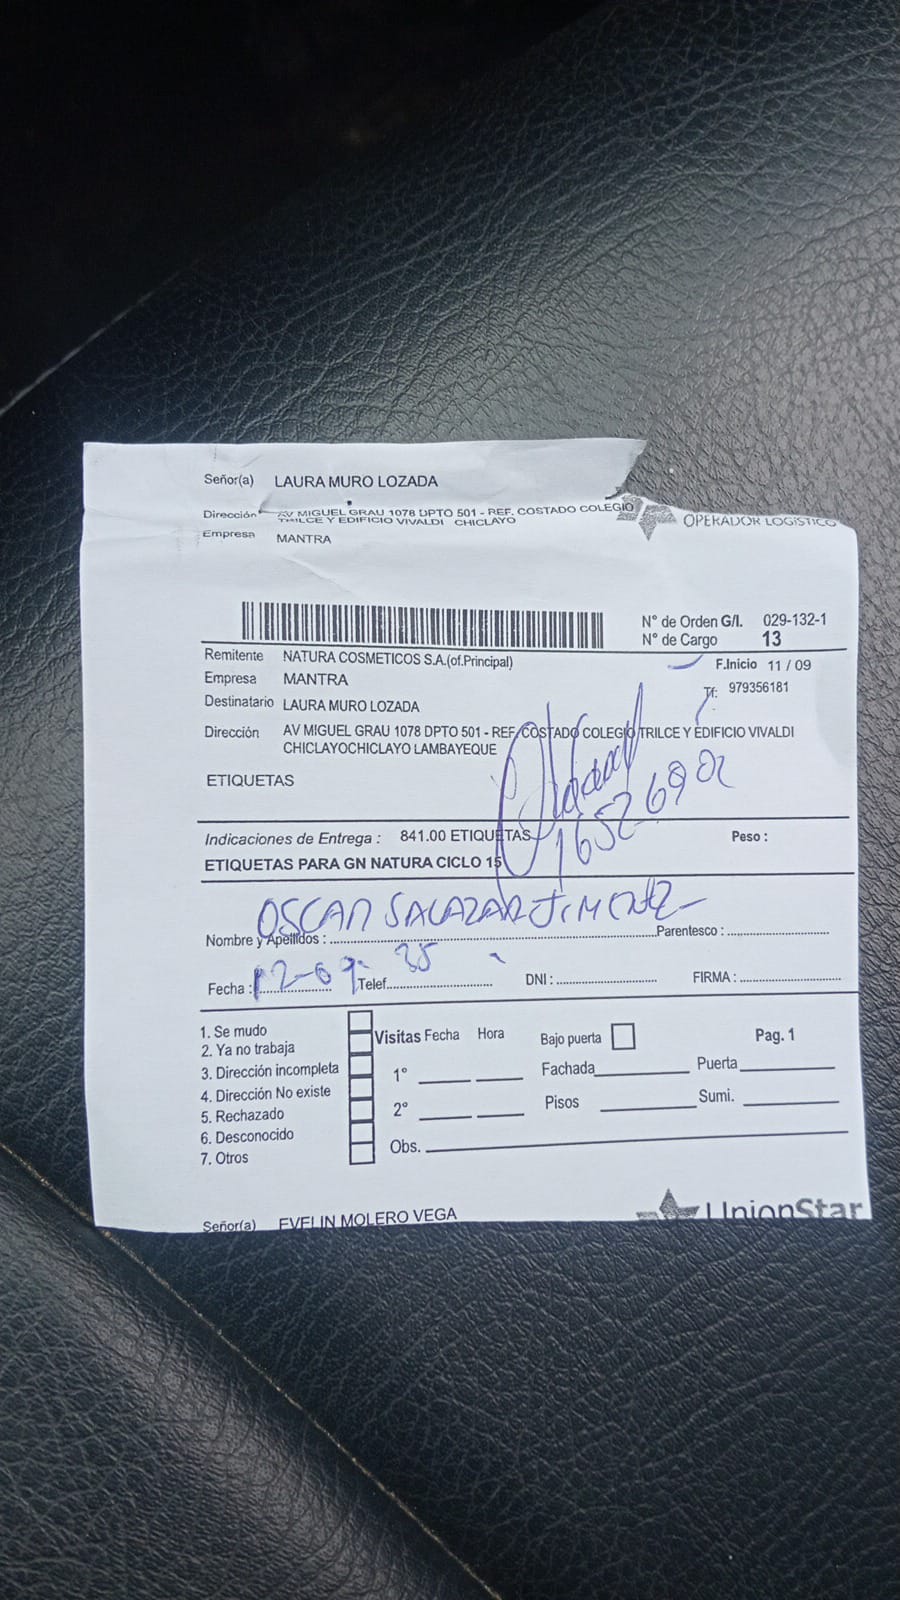 Señor(a) LAURA MURO LOZADA
Dirección AV MIGUEL GRAU 1078 DPTO 501 - REF. COSTADO COLEGIO
TRILCE Y EDIFICIO VIVALDI CHICLAYO
OPERADOR LOGISTICO
Empresa MANTRA
N° de Orden G/I. 029-132-1
N° de Cargo 13
Remitente NATURA COSMETICOS S.A.(of.Principal)
F.Inicio 11 / 09
Empresa MANTRA
Tf: 979356181
Destinatario LAURA MURO LOZADA
Dirección AV MIGUEL GRAU 1078 DPTO 501 - REF. COSTADO COLEGIO TRILCE Y EDIFICIO VIVALDI
CHICLAYOCHICLAYO LAMBAYEQUE
ETIQUETAS
16526902
Indicaciones de Entrega : 841.00 ETIQUETAS
Peso :
ETIQUETAS PARA GN NATURA CICLO 15
OSCAR SALAZAR JIMENEZ
Nombre y Apellidos : Parentesco :
12-09-25
Fecha : Telef. DNI : FIRMA :
1. Se mudo
2. Ya no trabaja
3. Dirección incompleta
4. Dirección No existe
5. Rechazado
6. Desconocido
7. Otros
Visitas Fecha Hora Bajo puerta Pag. 1
1° Fachada Puerta
2° Pisos Sumi.
Obs.
Señor(a) EVELIN MOLERO VEGA
UnionStar